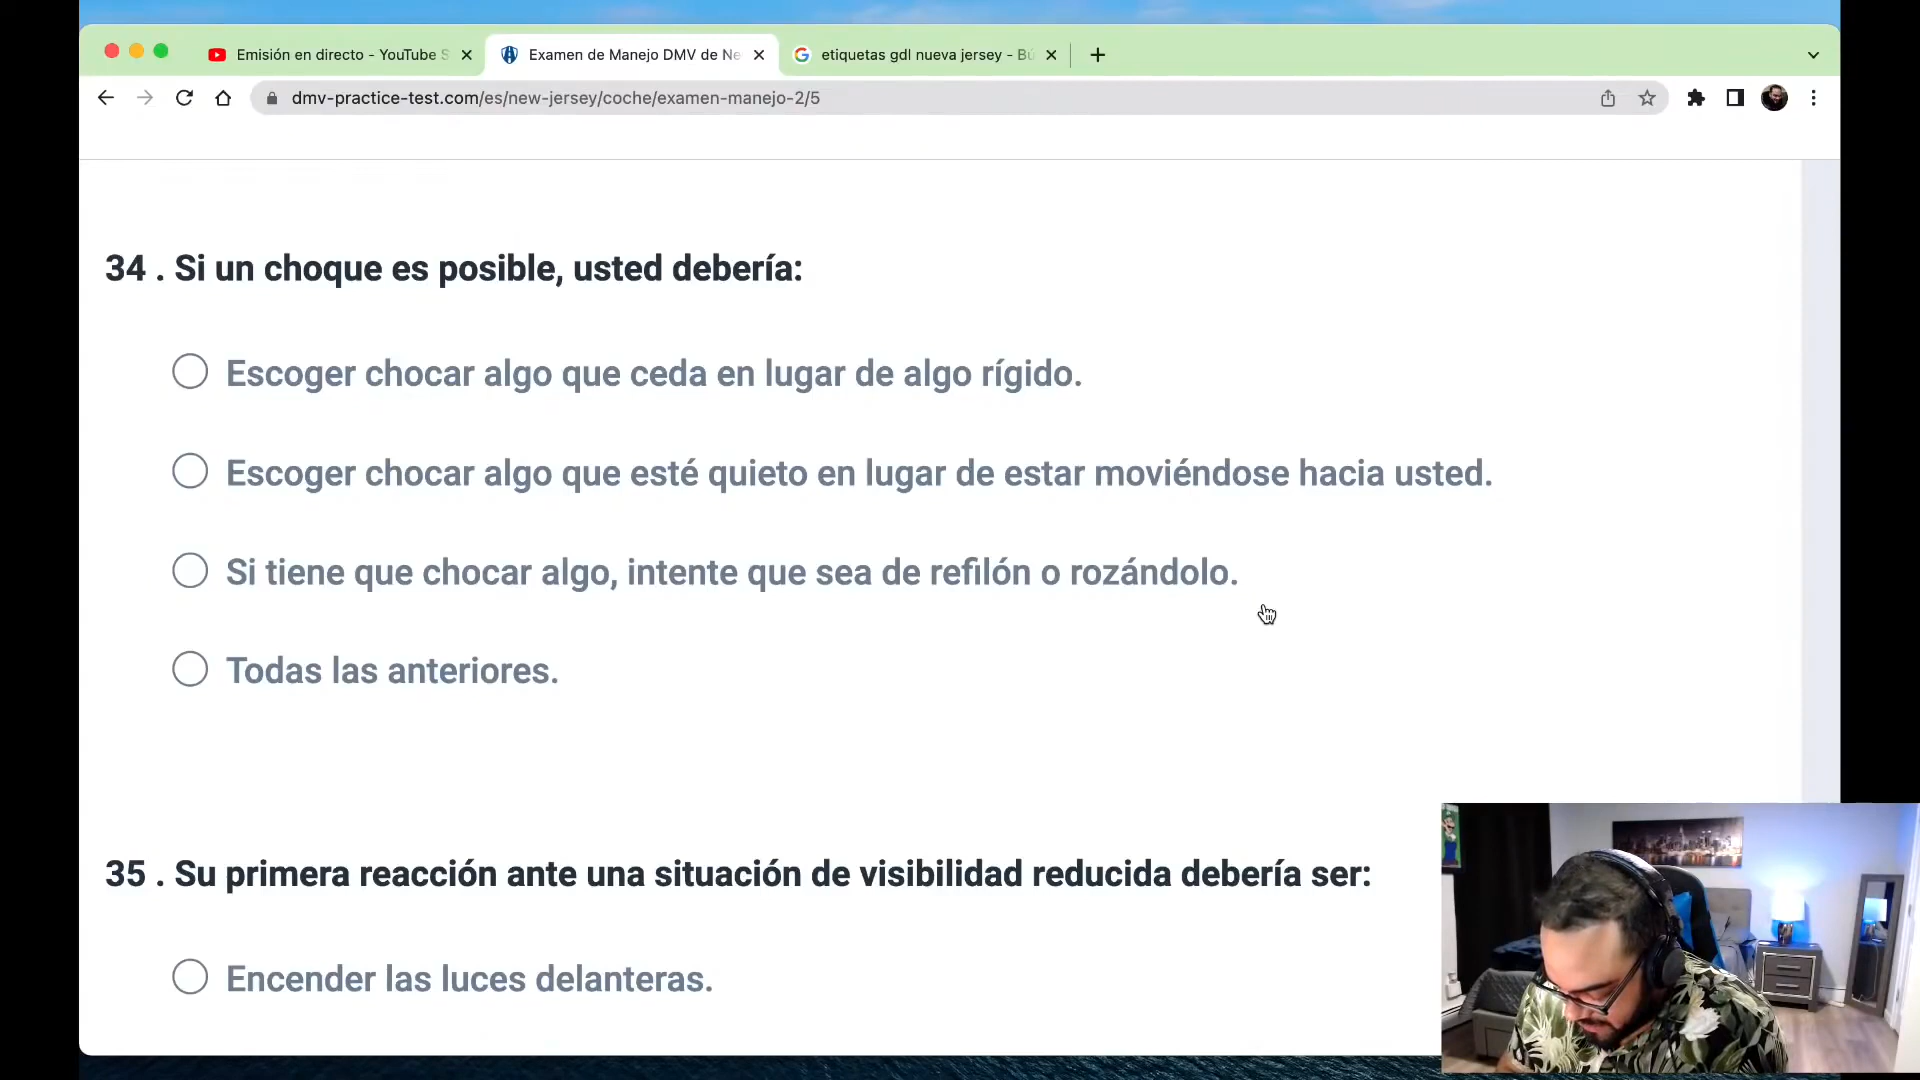 Emisión en directo - YouTube S
Examen de Manejo DMV de Ne
etiquetas gdl nueva jersey - Bú
dmv-practice-test.com/es/new-jersey/coche/examen-manejo-2/5
34 . Si un choque es posible, usted debería:
Escoger chocar algo que ceda en lugar de algo rígido.
Escoger chocar algo que esté quieto en lugar de estar moviéndose hacia usted.
Si tiene que chocar algo, intente que sea de refilón o rozándolo.
Todas las anteriores.
35 . Su primera reacción ante una situación de visibilidad reducida debería ser:
Encender las luces delanteras.